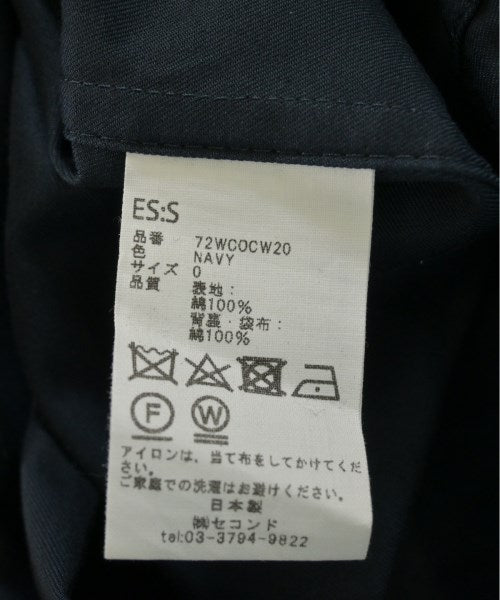 ES:S
品番 72WCOCW20
色 NAVY
サイズ 0
品質 表地:
綿100%
背裏・袋布:
綿100%
F W
アイロンは、当て布をしてかけてくだ
さい。
ご家庭での洗濯はお避けください。
日本製
㈱セコンド
tel:03-3794-9822